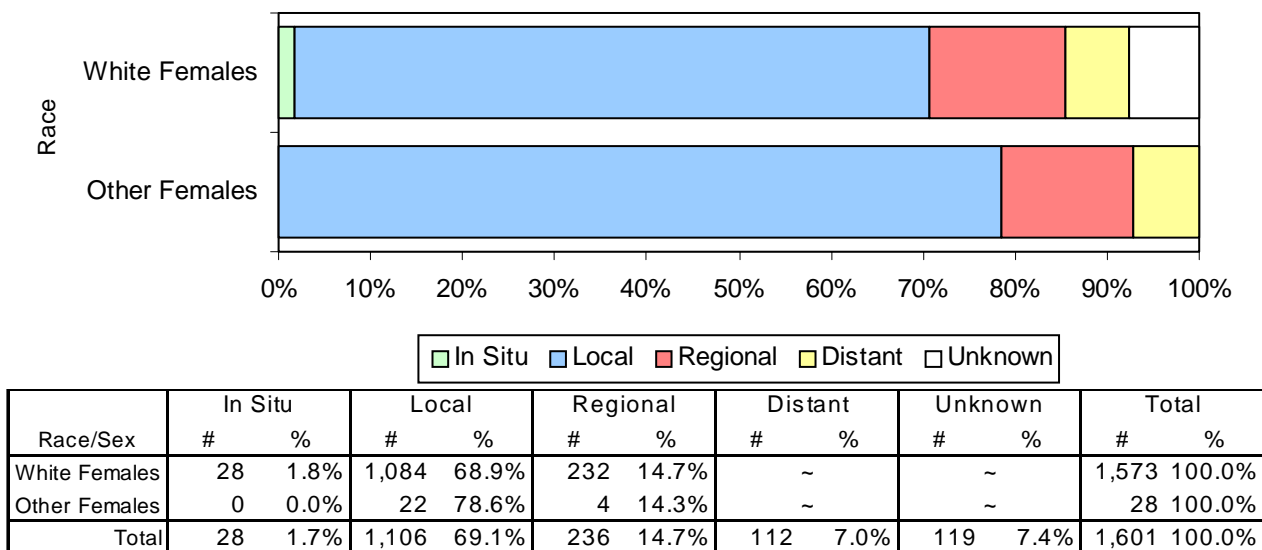 Race
White Females
Other Females
0% 10% 20% 30% 40% 50% 60% 70% 80% 90% 100%
In Situ Local Regional Distant Unknown
In Situ Local Regional Distant Unknown Total
Race/Sex # % # % # % # % # % # %
White Females 28 1.8% 1,084 68.9% 232 14.7% ~ ~ 1,573 100.0%
Other Females 0 0.0% 22 78.6% 4 14.3% ~ ~ 28 100.0%
Total 28 1.7% 1,106 69.1% 236 14.7% 112 7.0% 119 7.4% 1,601 100.0%